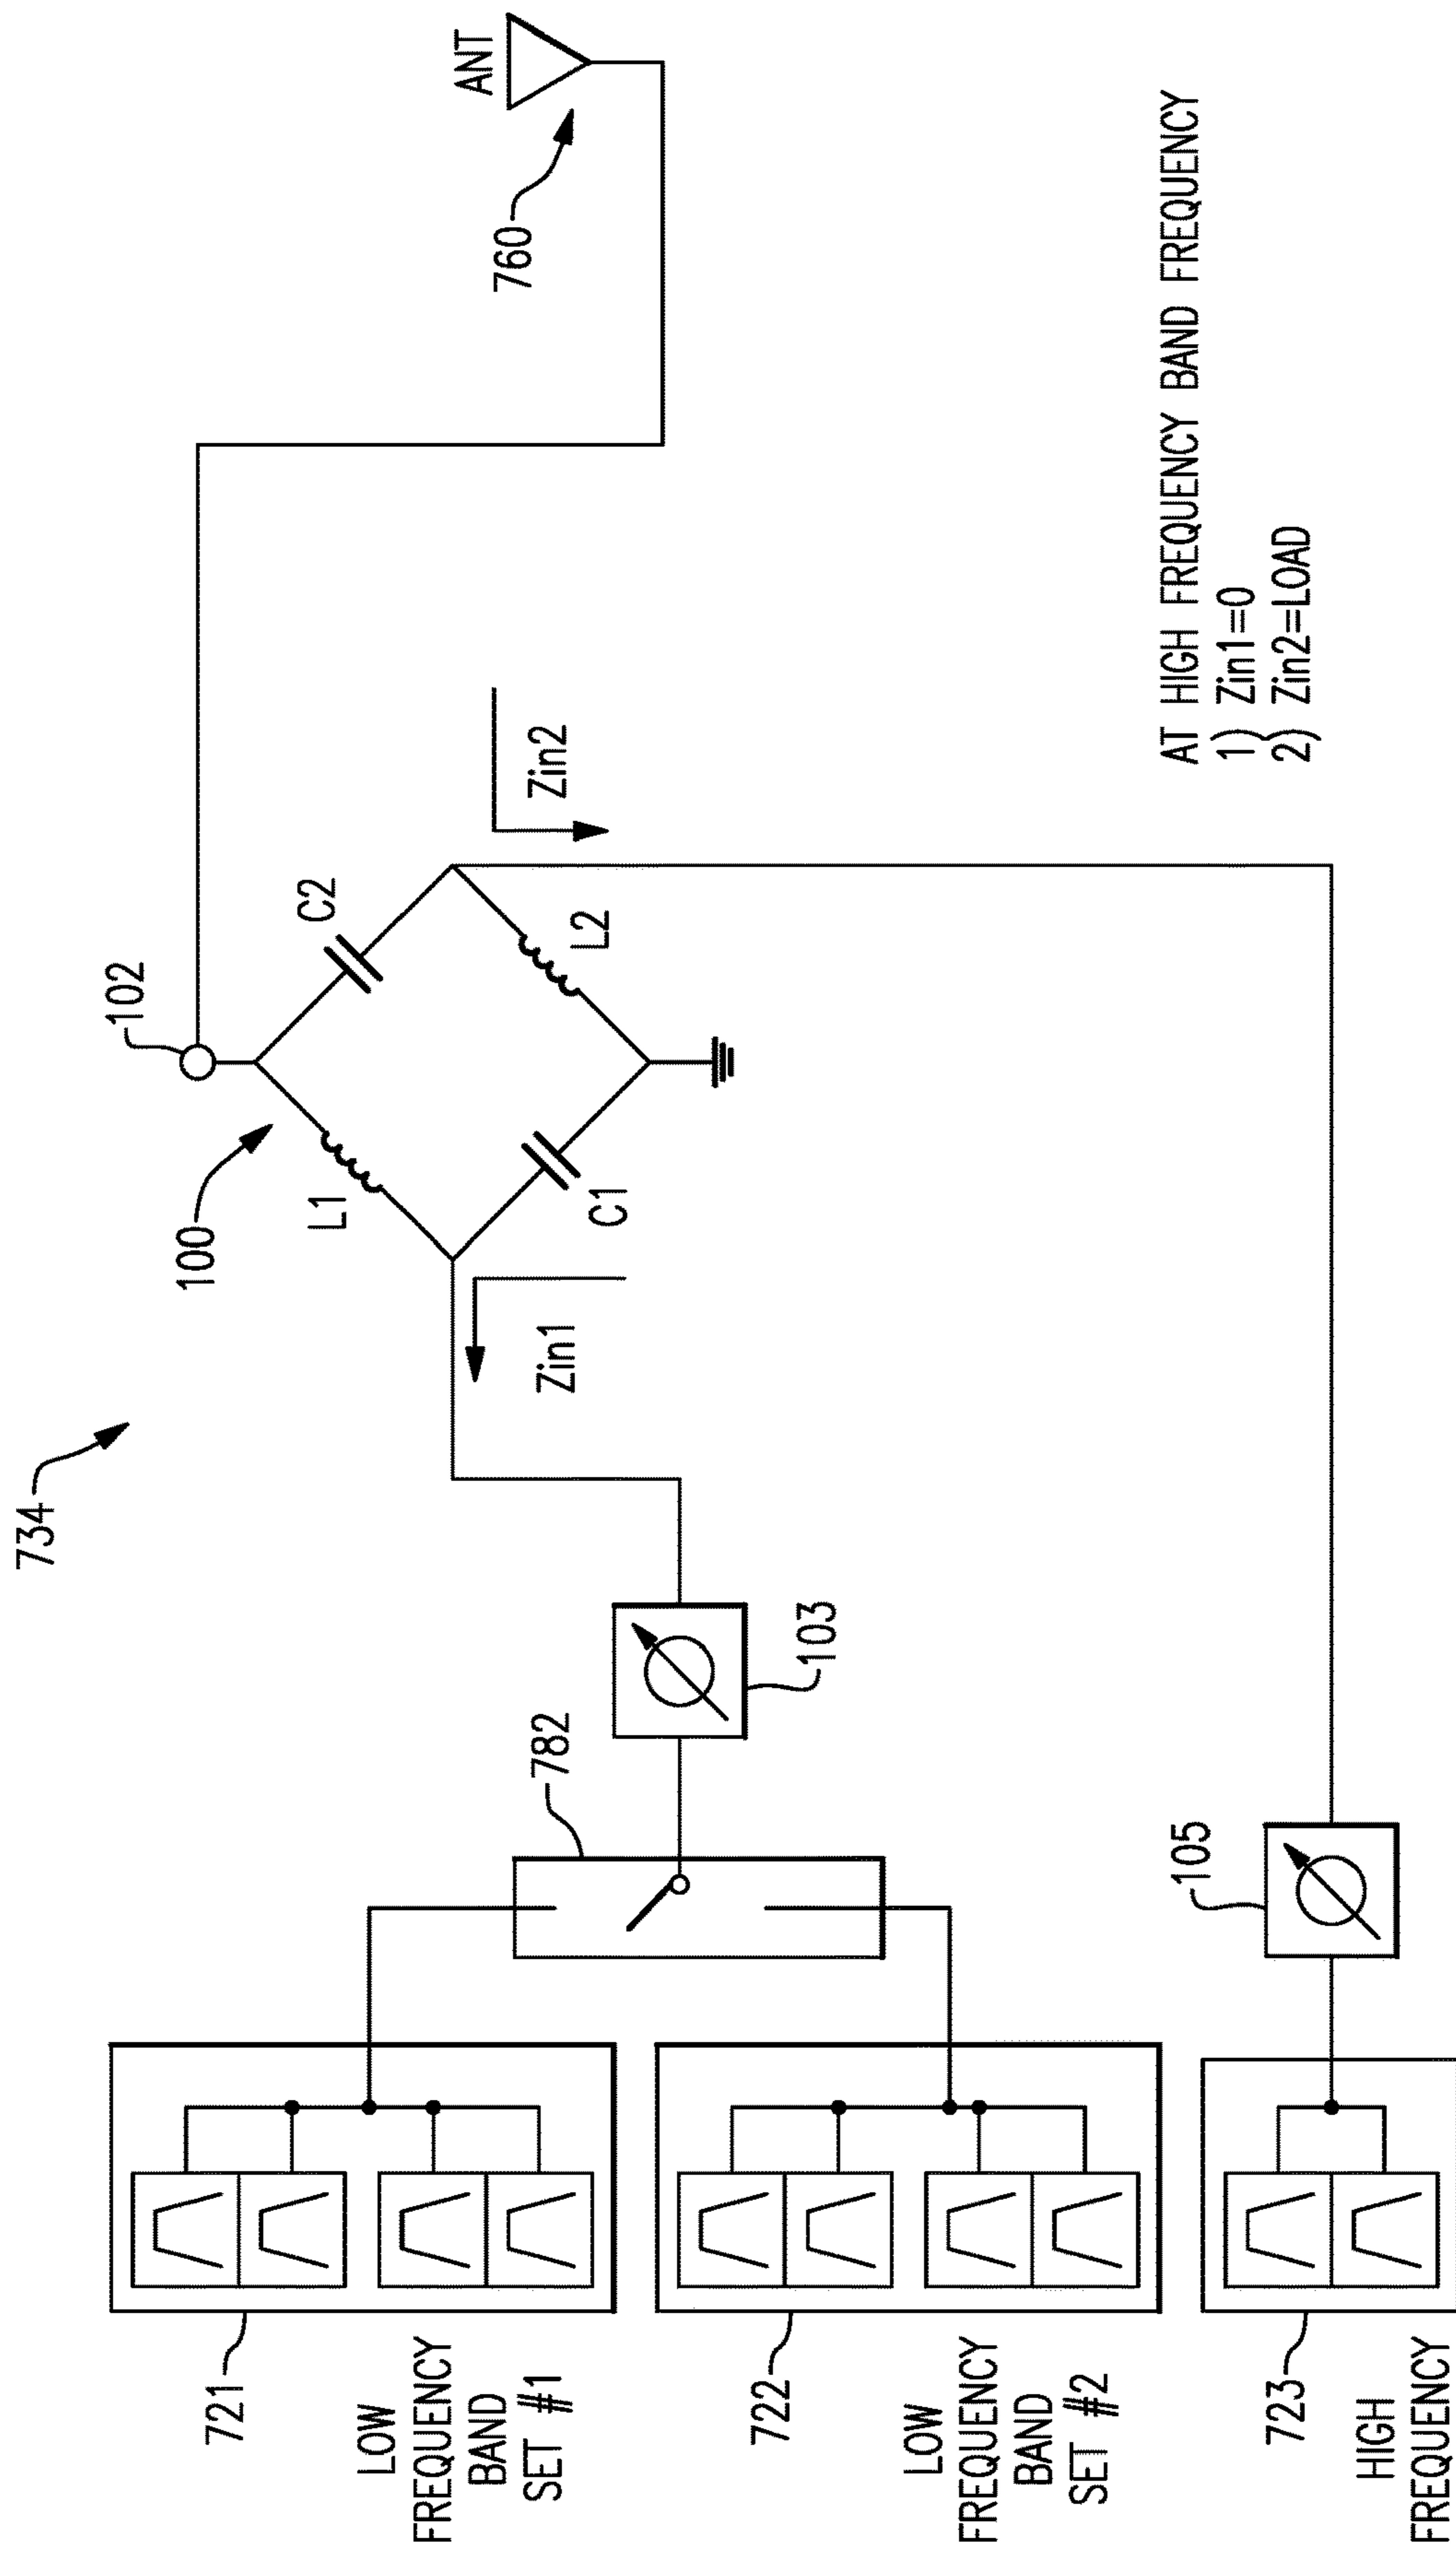 734
100
102
L1
C2
C1
L2
Zin1
Zin2
ANT
760
782
103
105
721
LOW
FREQUENCY
BAND
SET #1
722
LOW
FREQUENCY
BAND
SET #2
723
HIGH
FREQUENCY
AT HIGH FREQUENCY BAND FREQUENCY
1) Zin1=0
2) Zin2=LOAD